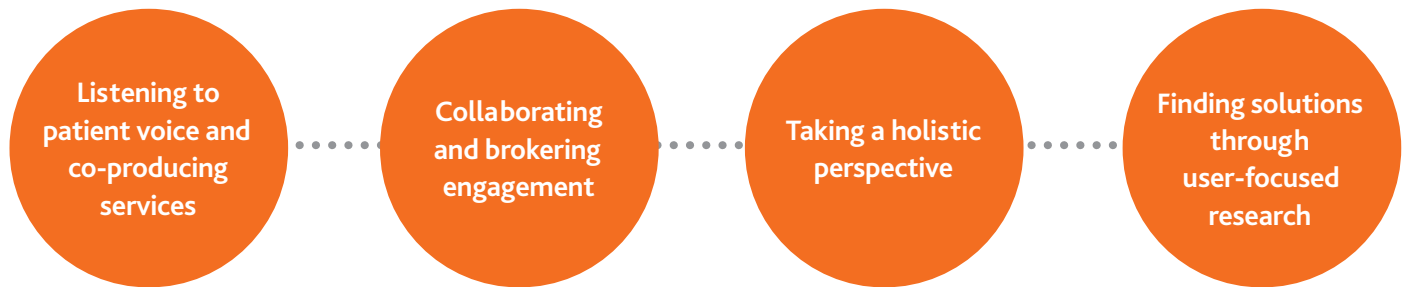 Listening to
patient voice and
co-producing
services
Collaborating
and brokering
engagement
Taking a holistic
perspective
Finding solutions
through
user-focused
research